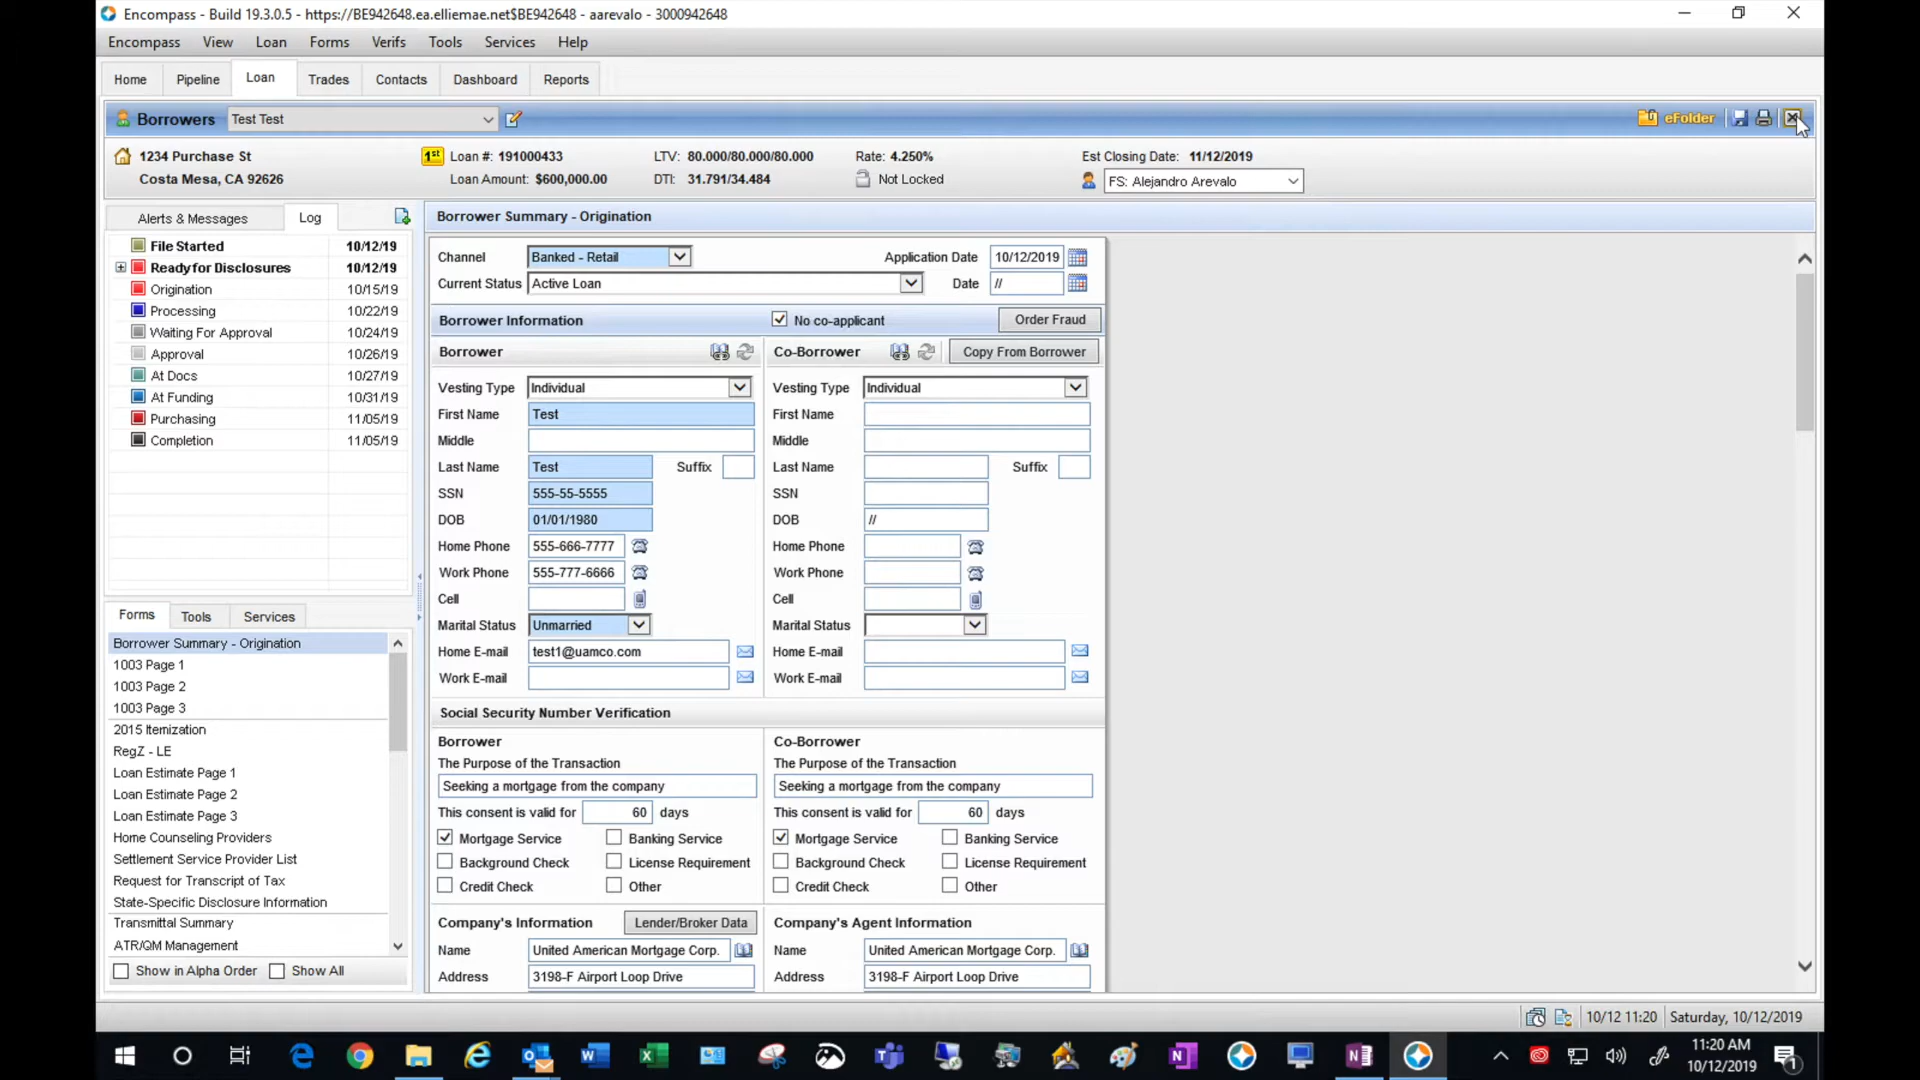 Encompass - Build 19.3.0.5 - https://BE942648.ea.elliemae.net$BE942648 - aarevalo - 3000942648
Encompass View Loan Forms Verifs Tools Services Help
Home Pipeline Loan Trades Contacts Dashboard Reports
Borrowers Test Test eFolder
1234 Purchase St 1st Loan #: 191000433 LTV: 80.000/80.000/80.000 Rate: 4.250% Est Closing Date: 11/12/2019
Costa Mesa, CA 92626 Loan Amount: $600,000.00 DTI: 31.791/34.484 Not Locked FS: Alejandro Arevalo
Alerts & Messages Log
File Started 10/12/19
Ready for Disclosures 10/12/19
Origination 10/15/19
Processing 10/22/19
Waiting For Approval 10/24/19
Approval 10/26/19
At Docs 10/27/19
At Funding 10/31/19
Purchasing 11/05/19
Completion 11/05/19
Forms Tools Services
Borrower Summary - Origination
1003 Page 1
1003 Page 2
1003 Page 3
2015 Itemization
RegZ - LE
Loan Estimate Page 1
Loan Estimate Page 2
Loan Estimate Page 3
Home Counseling Providers
Settlement Service Provider List
Request for Transcript of Tax
State-Specific Disclosure Information
Transmittal Summary
ATR/QM Management
Show in Alpha Order Show All
Borrower Summary - Origination
Channel Banked - Retail Application Date 10/12/2019
Current Status Active Loan Date //
Borrower Information No co-applicant Order Fraud
Borrower Co-Borrower Copy From Borrower
Vesting Type Individual Vesting Type Individual
First Name Test First Name
Middle Middle
Last Name Test Suffix Last Name Suffix
SSN 555-55-5555 SSN
DOB 01/01/1980 DOB //
Home Phone 555-666-7777 Home Phone
Work Phone 555-777-6666 Work Phone
Cell Cell
Marital Status Unmarried Marital Status
Home E-mail test1@uamco.com Home E-mail
Work E-mail Work E-mail
Social Security Number Verification
Borrower Co-Borrower
The Purpose of the Transaction The Purpose of the Transaction
Seeking a mortgage from the company Seeking a mortgage from the company
This consent is valid for 60 days This consent is valid for 60 days
Mortgage Service Banking Service Mortgage Service Banking Service
Background Check License Requirement Background Check License Requirement
Credit Check Other Credit Check Other
Company's Information Lender/Broker Data Company's Agent Information
Name United American Mortgage Corp. Name United American Mortgage Corp.
Address 3198-F Airport Loop Drive Address 3198-F Airport Loop Drive
10/12 11:20 Saturday, 10/12/2019
11:20 AM
10/12/2019
1